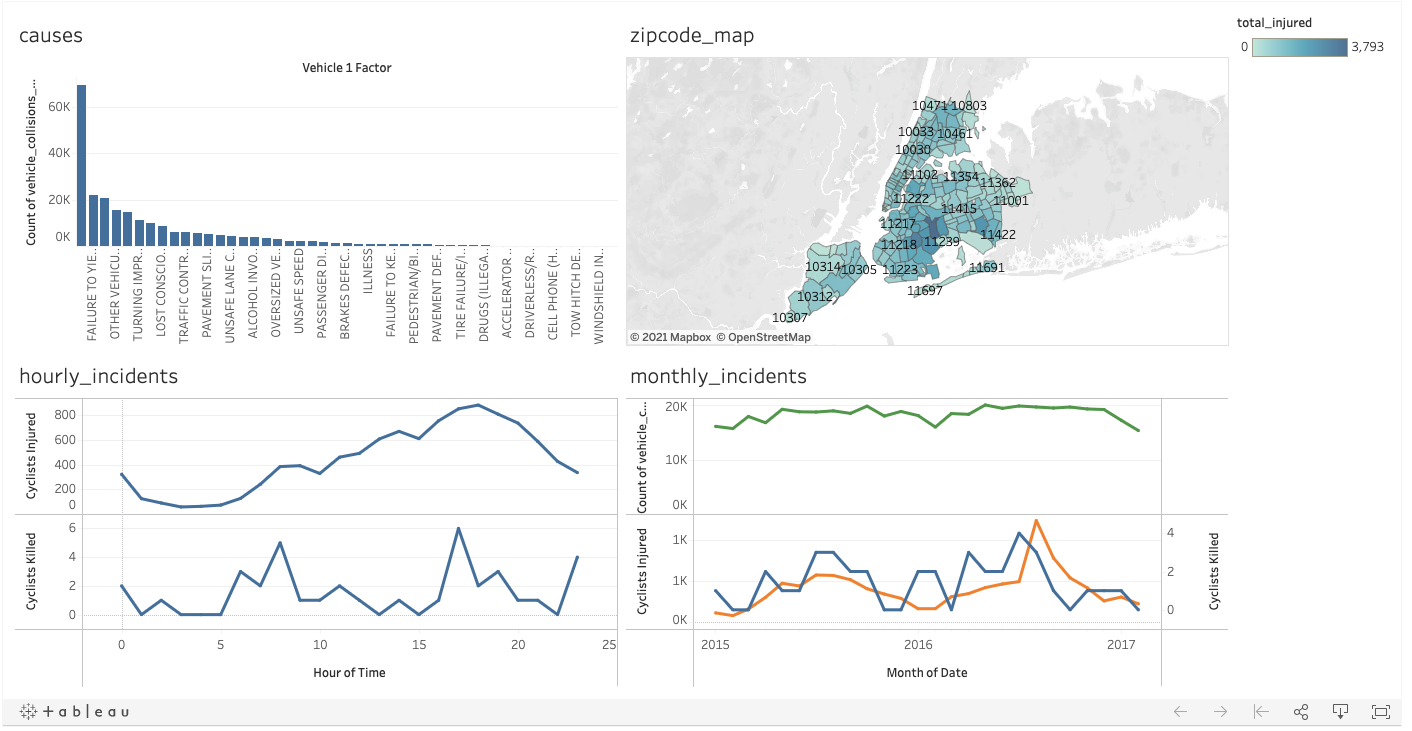 causes
Vehicle 1 Factor
Count of vehicle_collisions_...
60K
40K
20K
0K
FAILURE TO YIE..
OTHER VEHICU..
TURNING IMPR..
LOST CONSCIO..
TRAFFIC CONTR..
PAVEMENT SLI..
UNSAFE LANE C..
ALCOHOL INVO..
OVERSIZED VE..
UNSAFE SPEED
PASSENGER DI..
BRAKES DEFEC..
ILLNESS
FAILURE TO KE..
PEDESTRIAN/BI..
PAVEMENT DEF..
TIRE FAILURE/I..
DRUGS (ILLEGA..
ACCELERATOR..
DRIVERLESS/R..
CELL PHONE (H..
TOW HITCH DE..
WINDSHIELD IN..
zipcode_map
10471 10803
10033 10461
10030
11102 11354 11362
11222 11001
11415
11217
11218 11239 11422
10314 10305 11223 11691
10312 11697
10307
© 2021 Mapbox © OpenStreetMap
total_injured
0 3,793
hourly_incidents
Cyclists Injured
800
600
400
200
0
Cyclists Killed
6
4
2
0
0 5 10 15 20 25
Hour of Time
monthly_incidents
Count of vehicle_c...
20K
10K
0K
Cyclists Injured
1K
1K
0K
4
2
0
Cyclists Killed
2015 2016 2017
Month of Date
+ a b | e a u